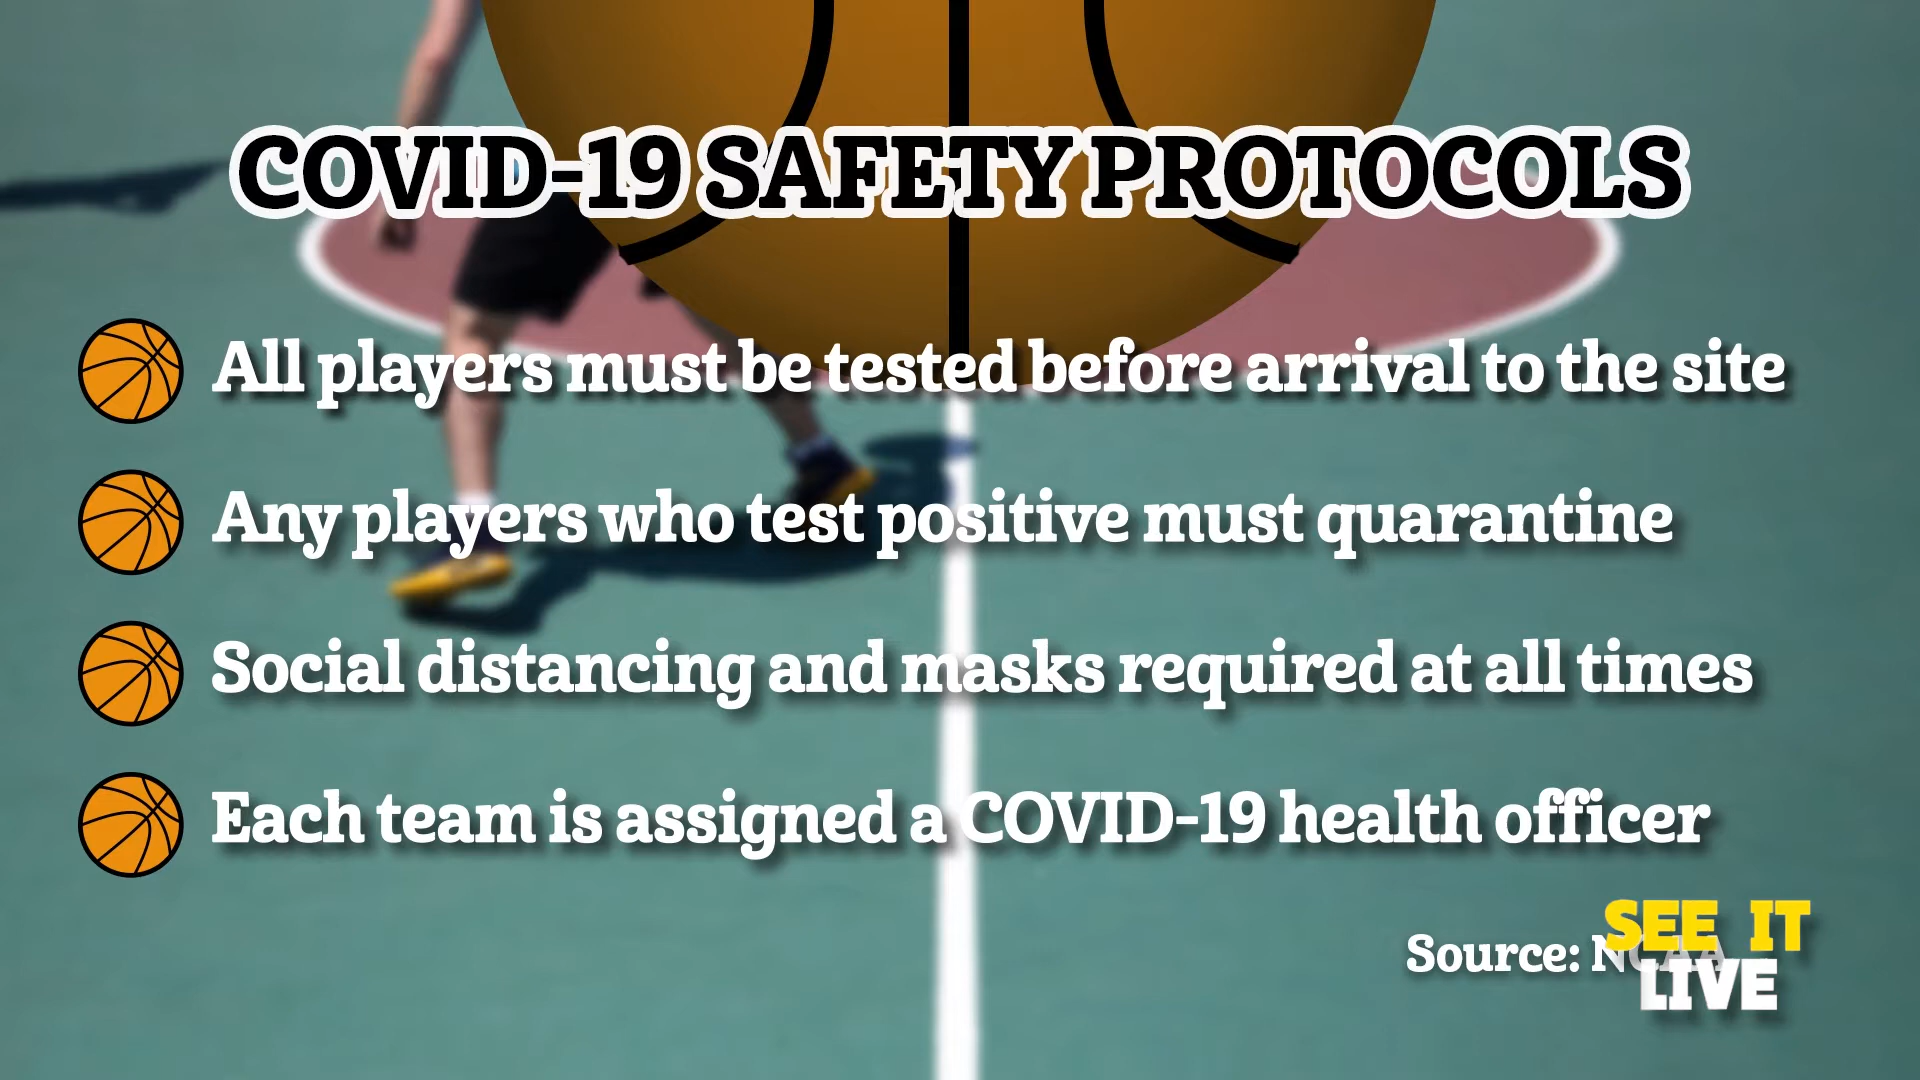 COVID-19 SAFETY PROTOCOLS
All players must be tested before arrival to the site
Any players who test positive must quarantine
Social distancing and masks required at all times
Each team is assigned a COVID-19 health officer
Source: NCAA
SEE IT
LIVE